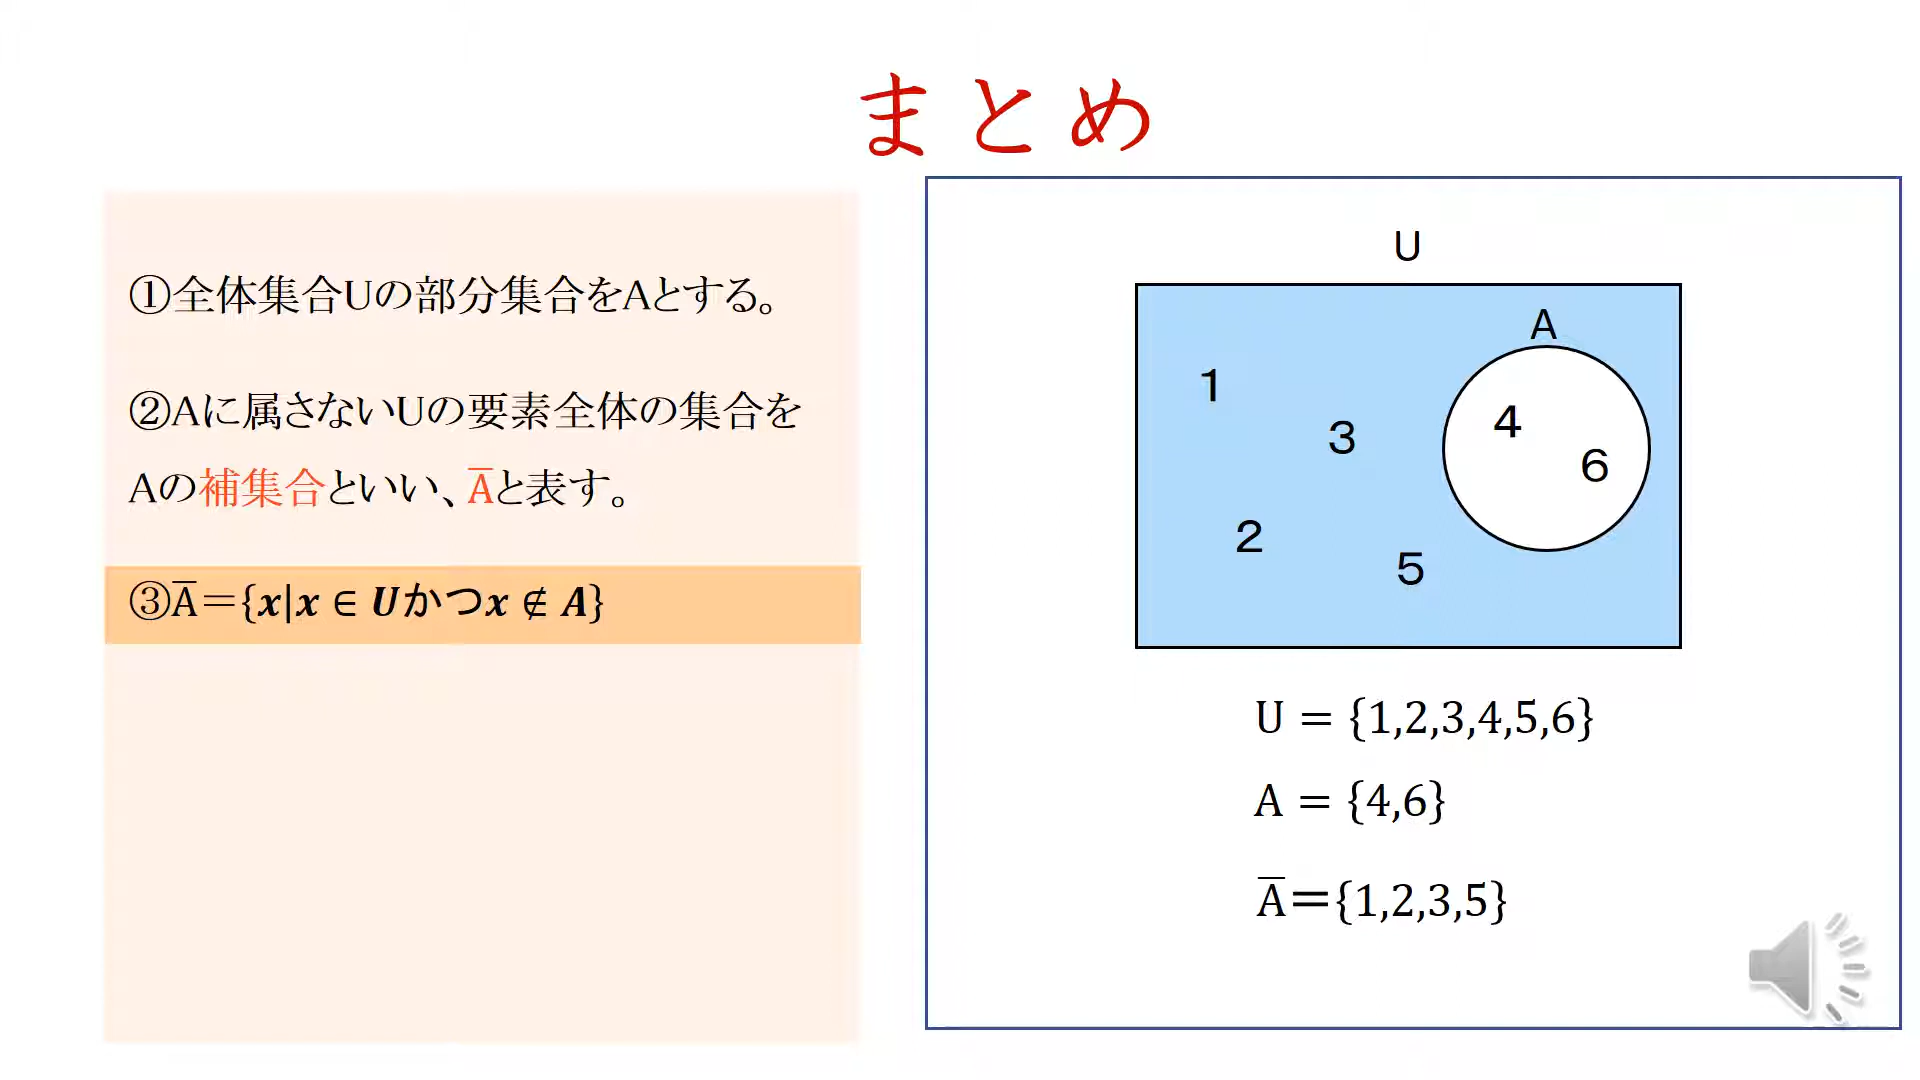 まとめ
①全体集合Uの部分集合をAとする。
②Aに属さないUの要素全体の集合を
Aの補集合といい、A̅と表す。
③A̅＝{x|x ∈ Uかつx ∉ A}
U
A
1
3
4
6
2
5
U = {1,2,3,4,5,6}
A = {4,6}
A̅＝{1,2,3,5}